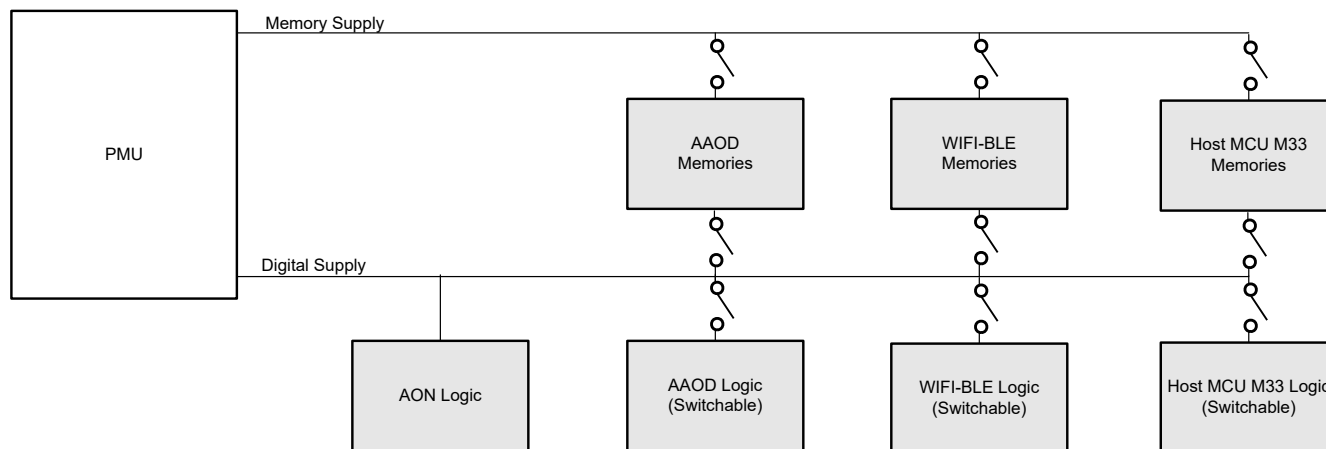 Memory Supply
PMU
AAOD
Memories
WIFI-BLE
Memories
Host MCU M33
Memories
Digital Supply
AON Logic
AAOD Logic
(Switchable)
WIFI-BLE Logic
(Switchable)
Host MCU M33 Logic
(Switchable)